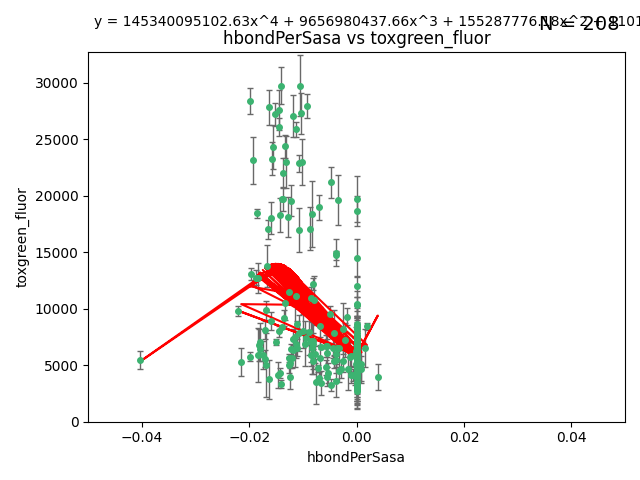 y = 145340095102.63x^4 + 9656980437.66x^3 + 155287776.
N = 208
hbondPerSasa vs toxgreen_fluor
30000
25000
20000
15000
10000
5000
0
toxgreen_fluor
−0.04
−0.02
0.00
0.02
0.04
hbondPerSasa